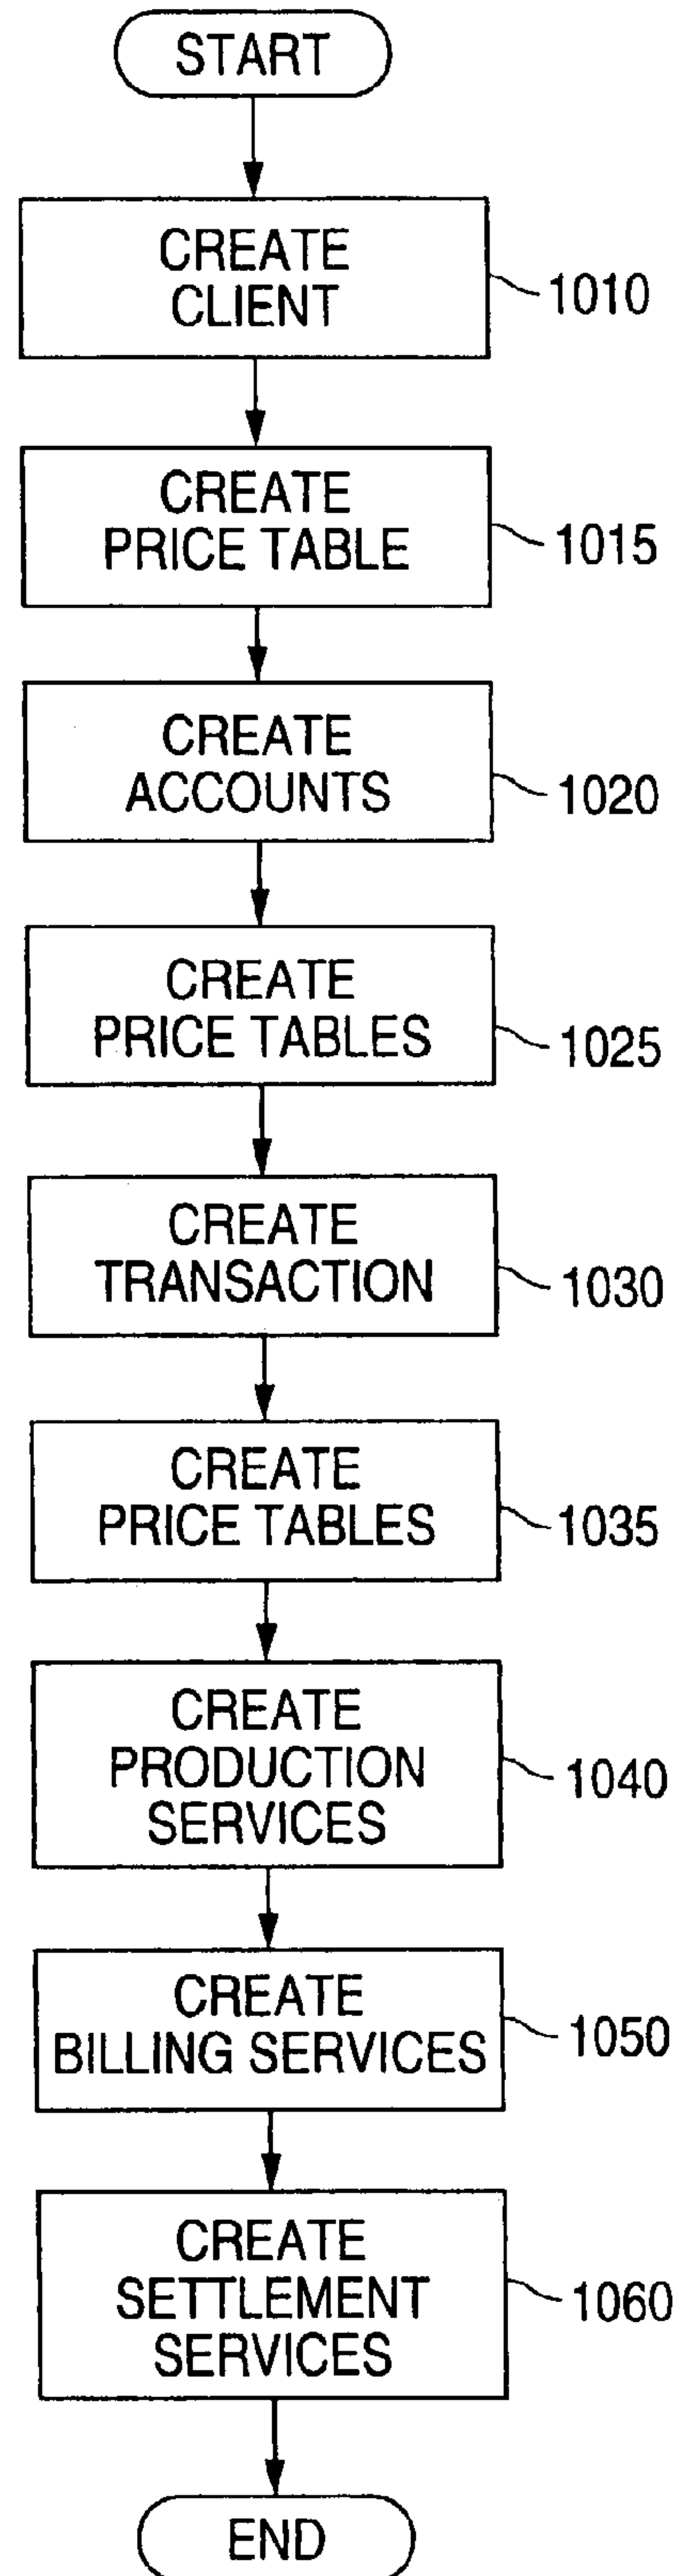 START
CREATE
CLIENT
1010
CREATE
PRICE TABLE
1015
CREATE
ACCOUNTS
1020
CREATE
PRICE TABLES
1025
CREATE
TRANSACTION
1030
CREATE
PRICE TABLES
1035
CREATE
PRODUCTION
SERVICES
1040
CREATE
BILLING SERVICES
1050
CREATE
SETTLEMENT
SERVICES
1060
END